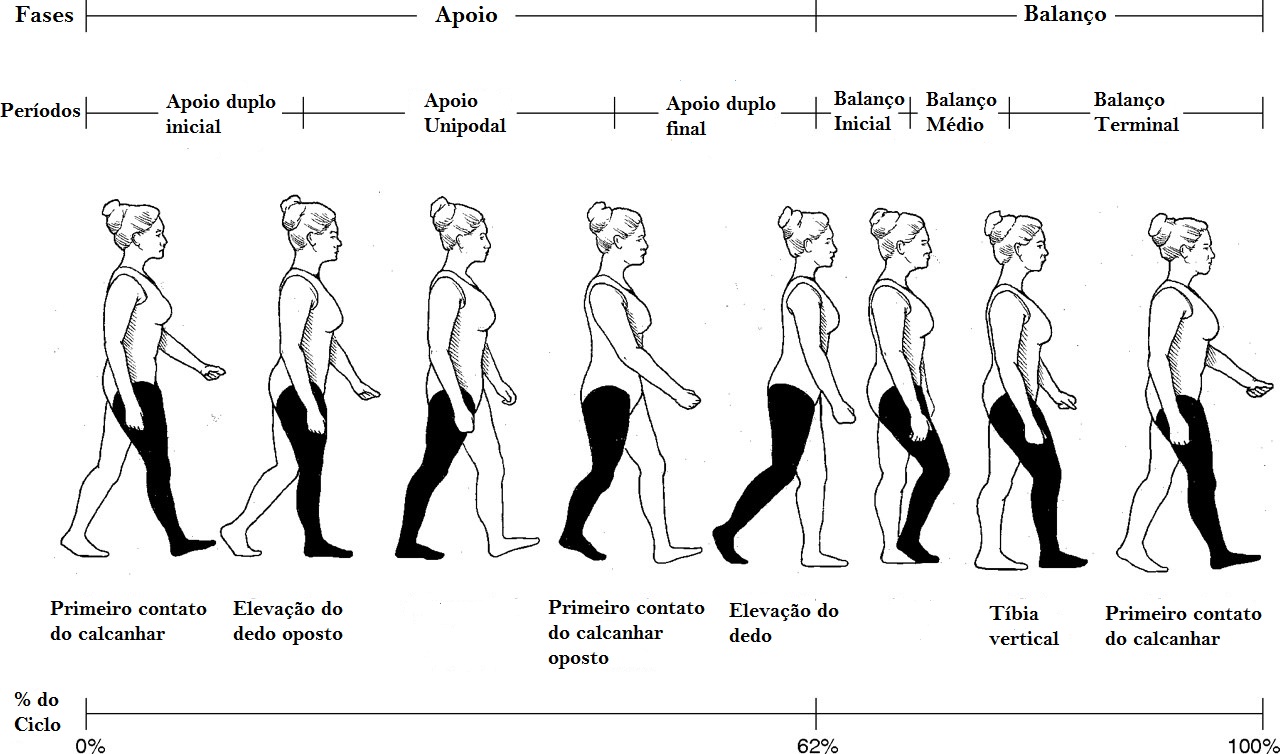 Fases Apoio Balanço
Períodos
Apoio duplo
inicial
Apoio
Unipodal
Apoio duplo
final
Balanço
Inicial
Balanço
Médio
Balanço
Terminal
Primeiro contato
do calcanhar
Elevação do
dedo oposto
Primeiro contato
do calcanhar
oposto
Elevação do
dedo
Tíbia
vertical
Primeiro contato
do calcanhar
% do
Ciclo
0% 62% 100%